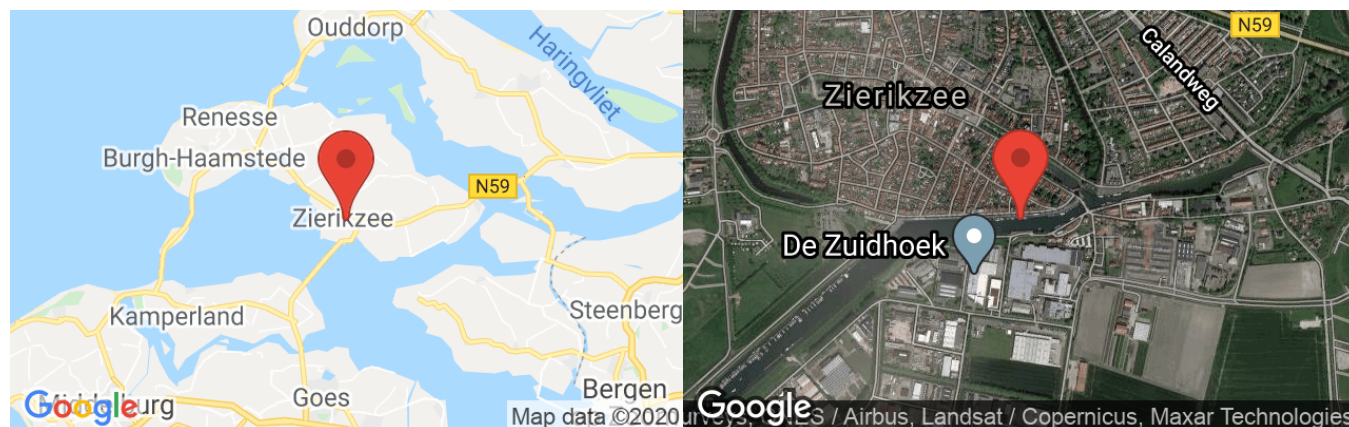 Ouddorp
Haringvliet
Renesse
Burgh-Haamstede
N59
Zierikzee
Kamperland
Steenberg
Bergen
Goes
Google
Map data ©2020
N59
Calandweg
Zierikzee
De Zuidhoek
Google
/ Airbus, Landsat / Copernicus, Maxar Technologies